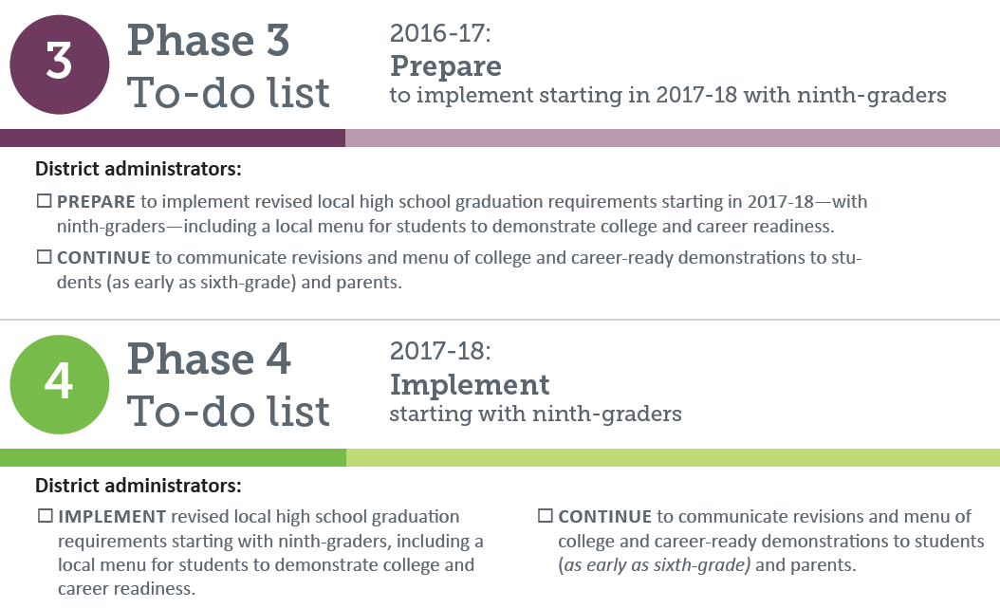 3
Phase 3
To-do list
2016-17:
Prepare
to implement starting in 2017-18 with ninth-graders
District administrators:
☐ PREPARE to implement revised local high school graduation requirements starting in 2017-18—with
ninth-graders—including a local menu for students to demonstrate college and career readiness.
☐ CONTINUE to communicate revisions and menu of college and career-ready demonstrations to stu-
dents (as early as sixth-grade) and parents.
4
Phase 4
To-do list
2017-18:
Implement
starting with ninth-graders
District administrators:
☐ IMPLEMENT revised local high school graduation
requirements starting with ninth-graders, including a
local menu for students to demonstrate college and
career readiness.
☐ CONTINUE to communicate revisions and menu of
college and career-ready demonstrations to students
(as early as sixth-grade) and parents.